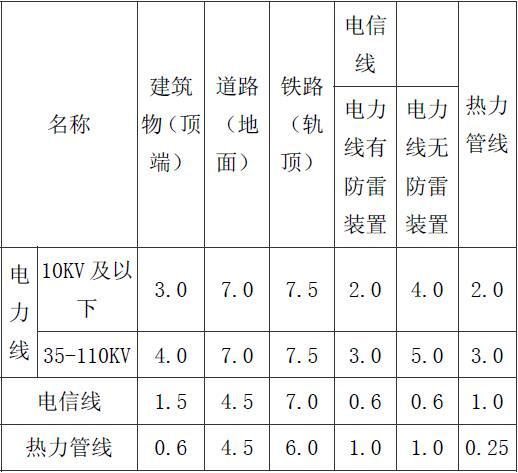 名称 建筑物（顶端） 道路（地面） 铁路（轨顶） 电信线 热力管线
电力线有防雷装置 电力线无防雷装置
电力线 10KV 及以下 3.0 7.0 7.5 2.0 4.0 2.0
35-110KV 4.0 7.0 7.5 3.0 5.0 3.0
电信线 1.5 4.5 7.0 0.6 0.6 1.0
热力管线 0.6 4.5 6.0 1.0 1.0 0.25